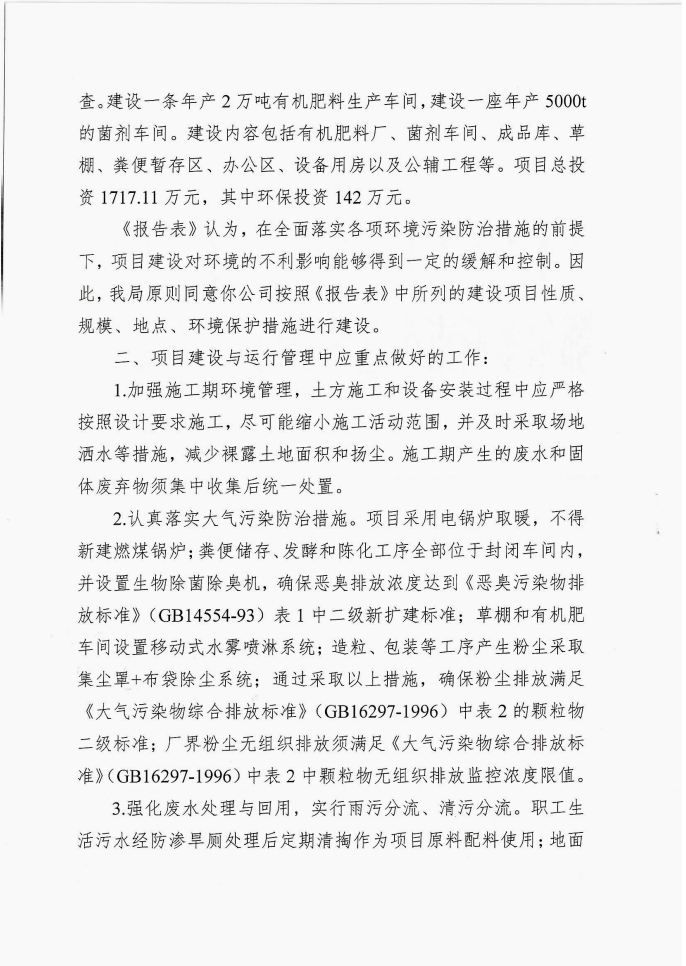 查。建设一条年产 2 万吨有机肥料生产车间，建设一座年产 5000t
的菌剂车间。建设内容包括有机肥料厂、菌剂车间、成品库、草
棚、粪便暂存区、办公区、设备用房以及公辅工程等。项目总投
资 1717.11 万元，其中环保投资 142 万元。
《报告表》认为，在全面落实各项环境污染防治措施的前提
下，项目建设对环境的不利影响能够得到一定的缓解和控制。因
此，我局原则同意你公司按照《报告表》中所列的建设项目性质、
规模、地点、环境保护措施进行建设。
二、项目建设与运行管理中应重点做好的工作：
1.加强施工期环境管理，土方施工和设备安装过程中应严格
按照设计要求施工，尽可能缩小施工活动范围，并及时采取场地
洒水等措施，减少裸露土地面积和扬尘。施工期产生的废水和固
体废弃物须集中收集后统一处置。
2.认真落实大气污染防治措施。项目采用电锅炉取暖，不得
新建燃煤锅炉；粪便储存、发酵和陈化工序全部位于封闭车间内，
并设置生物除菌除臭机，确保恶臭排放浓度达到《恶臭污染物排
放标准》（GB14554-93）表 1 中二级新扩建标准；草棚和有机肥
车间设置移动式水雾喷淋系统；造粒、包装等工序产生粉尘采取
集尘罩+布袋除尘系统；通过采取以上措施，确保粉尘排放满足
《大气污染物综合排放标准》（GB16297-1996）中表 2 的颗粒物
二级标准；厂界粉尘无组织排放须满足《大气污染物综合排放标
准》（GB16297-1996）中表 2 中颗粒物无组织排放监控浓度限值。
3.强化废水处理与回用，实行雨污分流、清污分流。职工生
活污水经防渗旱厕处理后定期清掏作为项目原料配料使用；地面